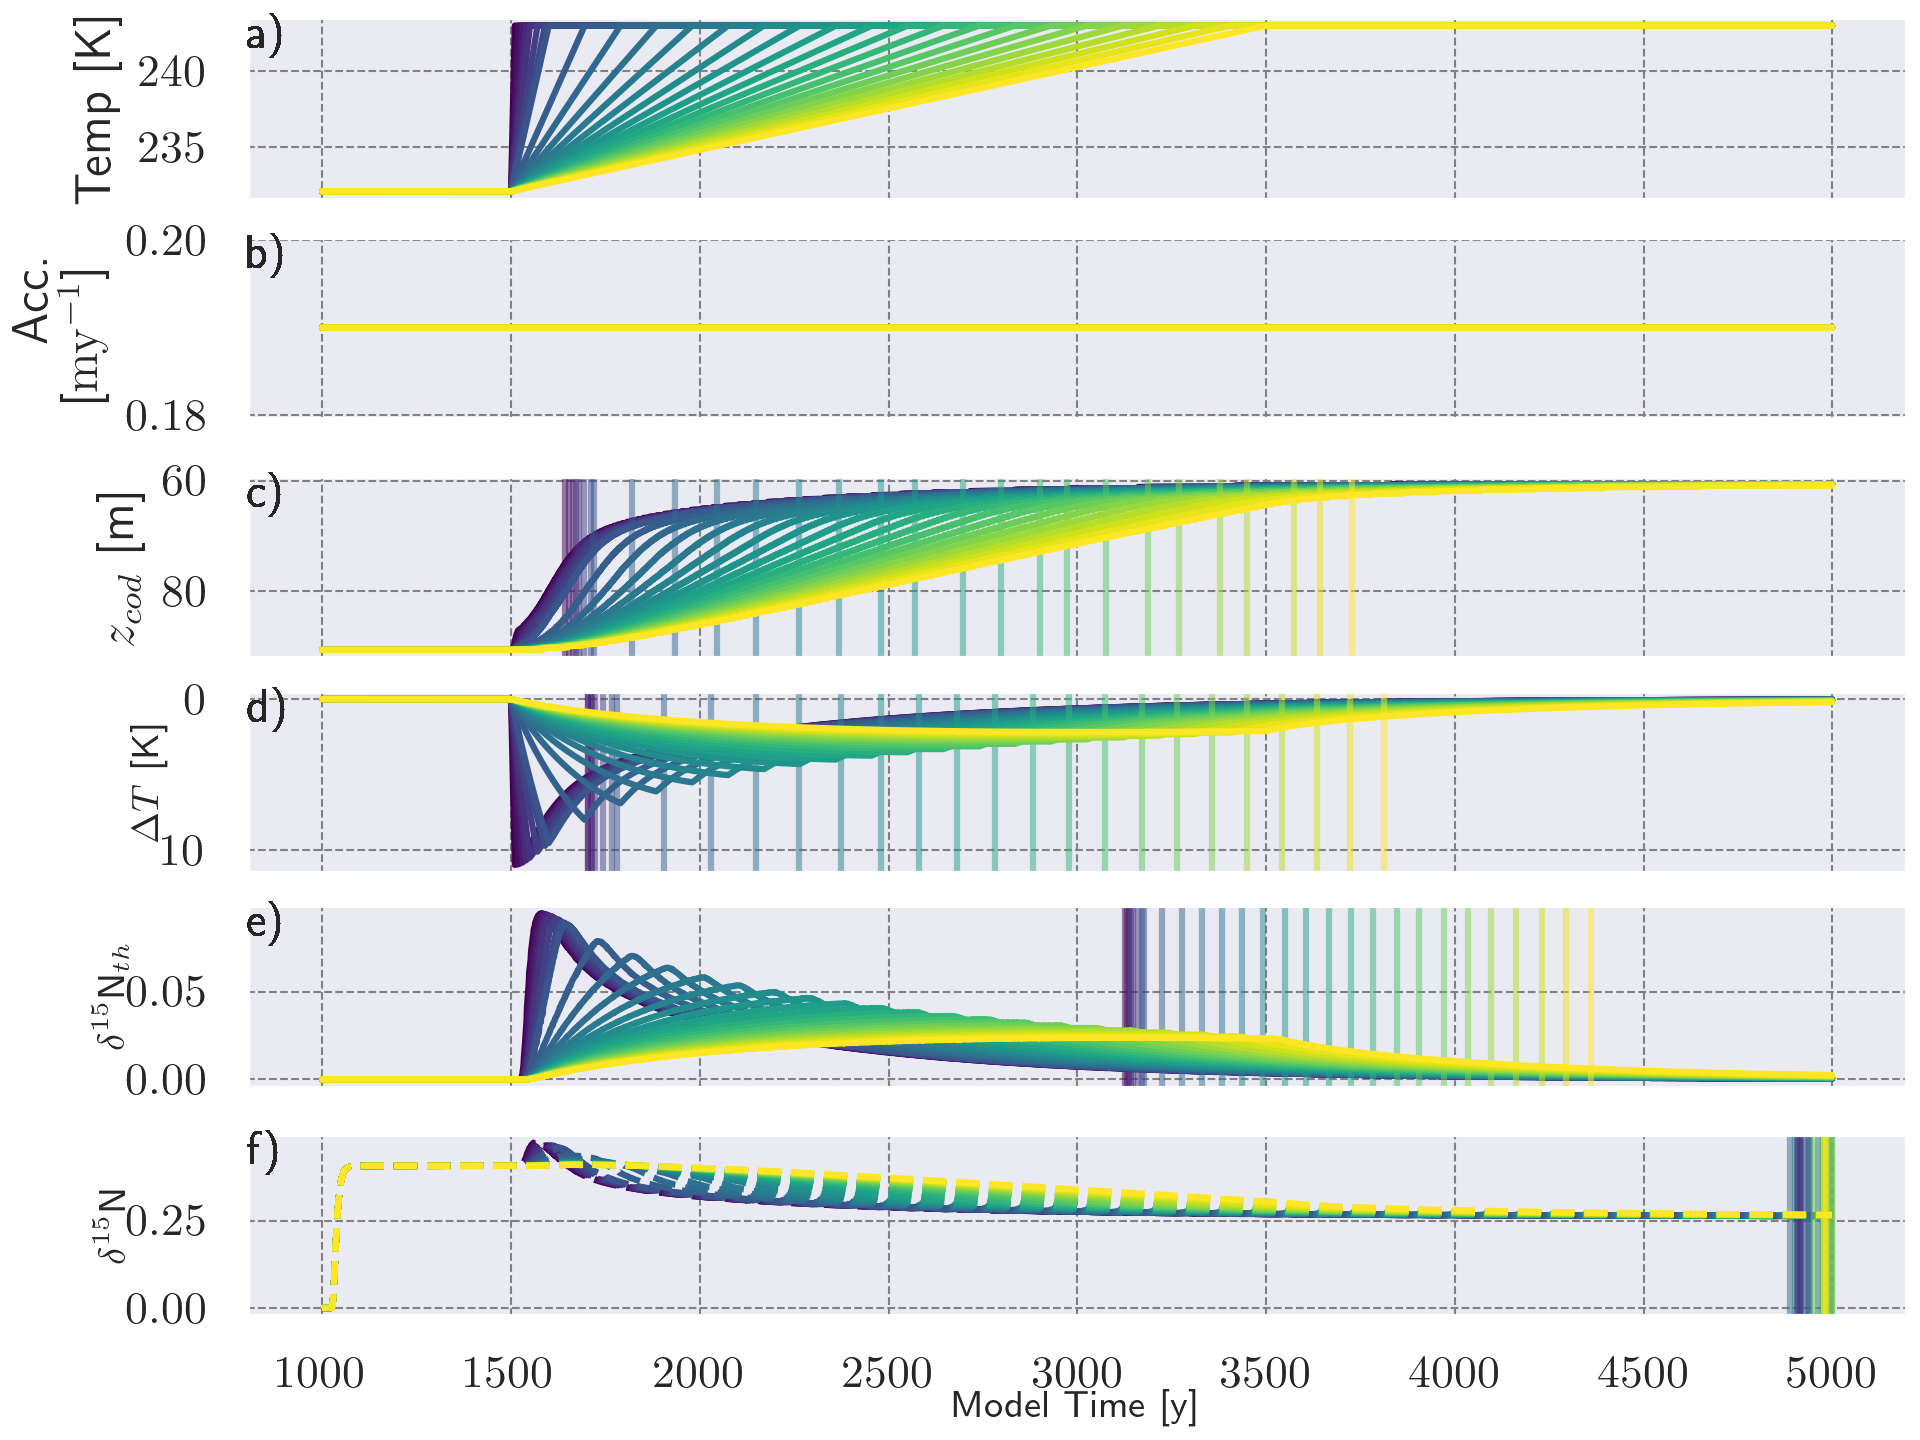 a)
Temp [K]
240
235
b)
Acc.
[my⁻¹]
0.20
0.18
c)
z_cod [m]
60
80
d)
ΔT [K]
0
10
e)
δ¹⁵N_th
0.05
0.00
f)
δ¹⁵N
0.25
0.00
1000 1500 2000 2500 3000 3500 4000 4500 5000
Model Time [y]